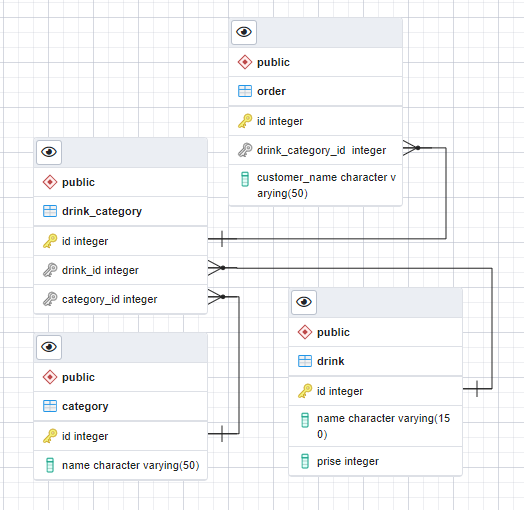 public
order
id integer
drink_category_id integer
customer_name character v
arying(50)
public
drink_category
id integer
drink_id integer
category_id integer
public
category
id integer
name character varying(50)
public
drink
id integer
name character varying(15
0)
prise integer